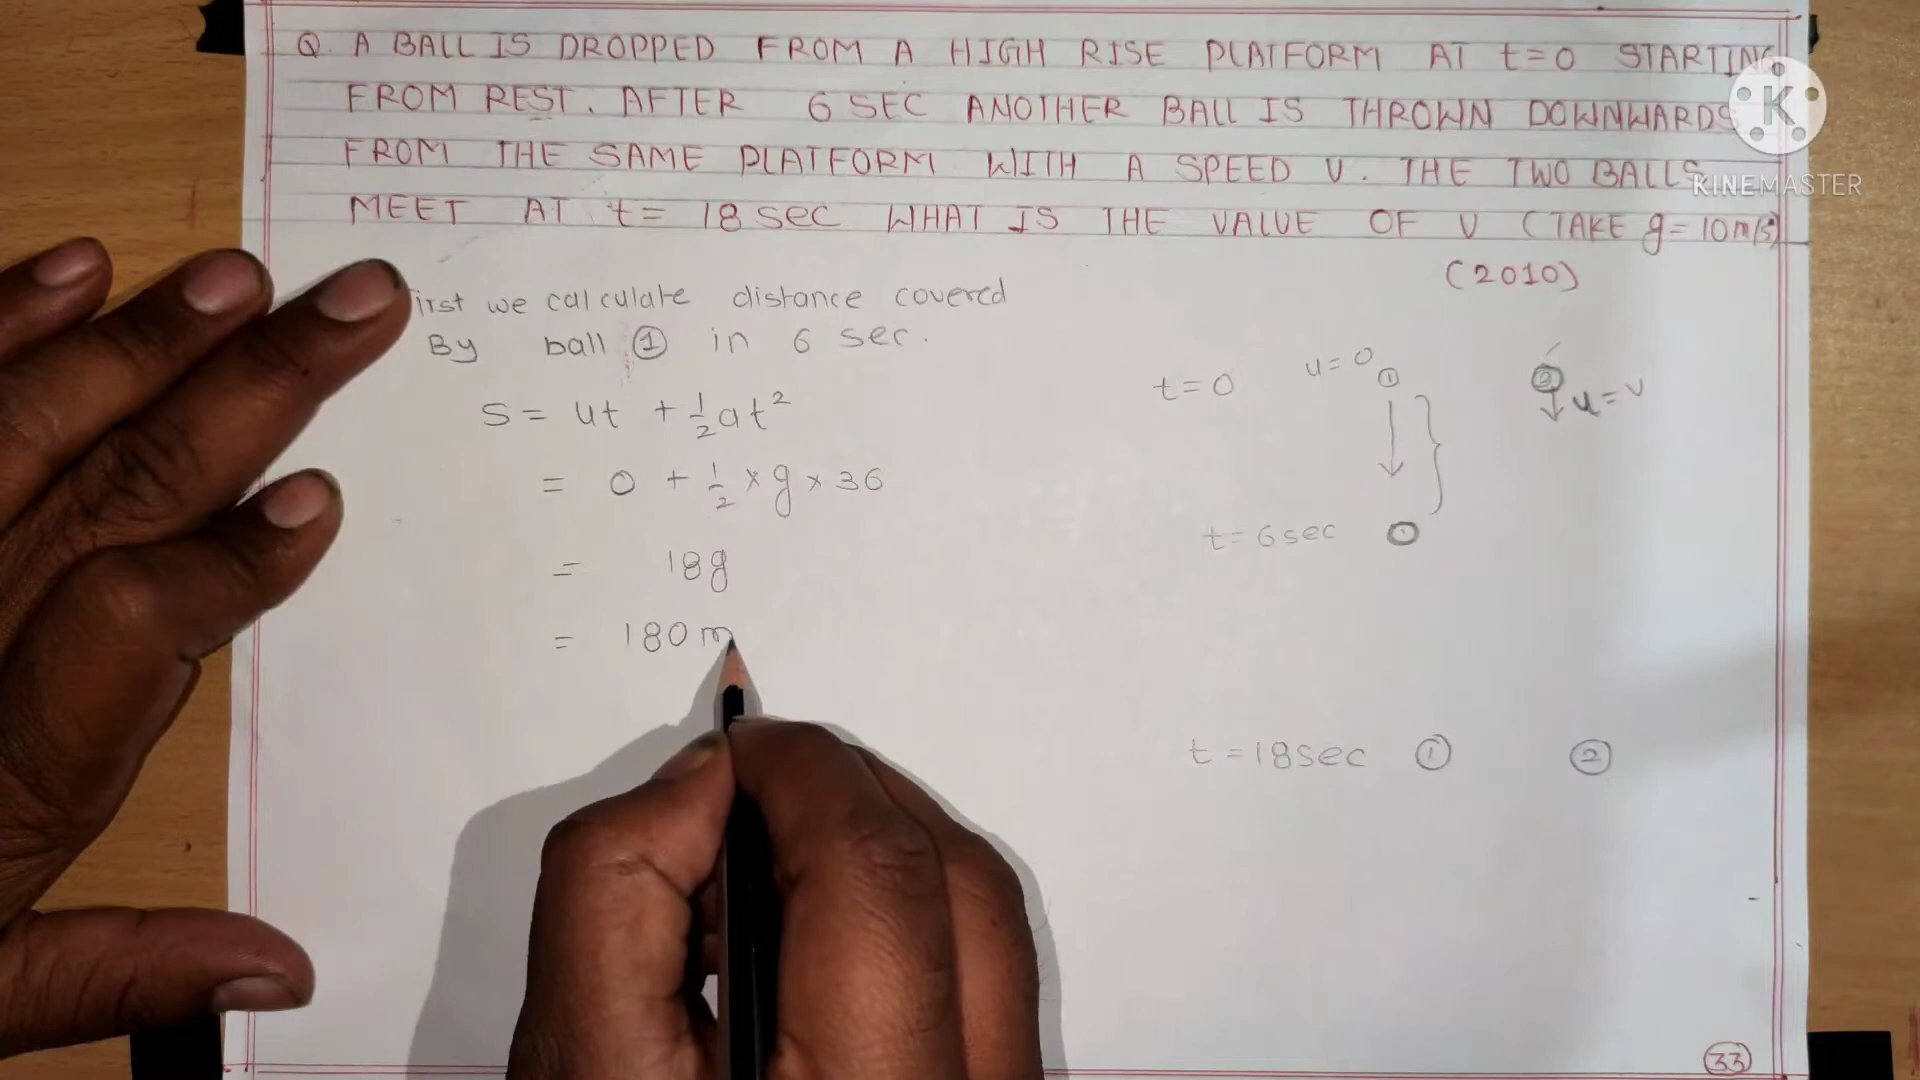 Q. A BALL IS DROPPED FROM A HIGH RISE PLATFORM AT t=0 STARTING
FROM REST. AFTER 6 SEC ANOTHER BALL IS THROWN DOWNWARDS
FROM THE SAME PLATFORM WITH A SPEED V. THE TWO BALLS
MEET AT t= 18 SEC WHAT IS THE VALUE OF V (TAKE g=10m/s²)
(2010)
K
KINEMASTER
irst we calculate distance covered
By ball ① in 6 sec.
S = ut + 1/2 at²
= 0 + 1/2 × g × 36
= 18g
= 180 m
t=0 u=0 ① ② u=v
t=6sec ①
t=18sec ① ②
33